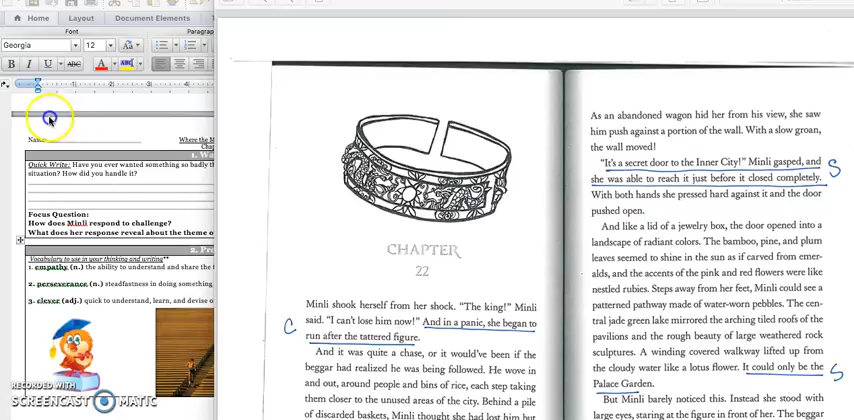 Home Layout Document Elements
Font Paragraph
Georgia 12 Aa
B I U ABC A ABC
Name Where the M
Chap
1. Wa
Quick Write: Have you ever wanted something so badly th
situation? How did you handle it?
Focus Question:
How does Minli respond to challenge?
What does her response reveal about the theme o
2. Pr
Vocabulary to use in your thinking and writing**
1. empathy (n.) the ability to understand and share the f
2. perseverance (n.) steadfastness in doing something
3. clever (adj.) quick to understand, learn, and devise o
RECORDED WITH
SCREENCAST MATIC
CHAPTER
22
Minli shook herself from her shock. “The king!” Minli
said. “I can’t lose him now!” And in a panic, she began to
C
run after the tattered figure.
And it was quite a chase, or it would’ve been if the
beggar had realized he was being followed. He wove in
and out, around people and bins of rice, each step taking
them closer to the unused areas of the city. Behind a pile
of discarded baskets, Minli thought she had lost him but
As an abandoned wagon hid her from his view, she saw
him push against a portion of the wall. With a slow groan,
the wall moved!
“It’s a secret door to the Inner City!” Minli gasped, and
S
she was able to reach it just before it closed completely.
With both hands she pressed hard against it and the door
pushed open.
And like a lid of a jewelry box, the door opened into a
landscape of radiant colors. The bamboo, pine, and plum
leaves seemed to shine in the sun as if carved from emer-
alds, and the accents of the pink and red flowers were like
nestled rubies. Steps away from her feet, Minli could see a
patterned pathway made of water-worn pebbles. The cen-
tral jade green lake mirrored the arching tiled roofs of the
pavilions and the rough beauty of large weathered rock
sculptures. A winding covered walkway lifted up from
the cloudy water like a lotus flower. It could only be the
S
Palace Garden.
But Minli barely noticed this. Instead she stood with
large eyes, staring at the figure in front of her. The beggar